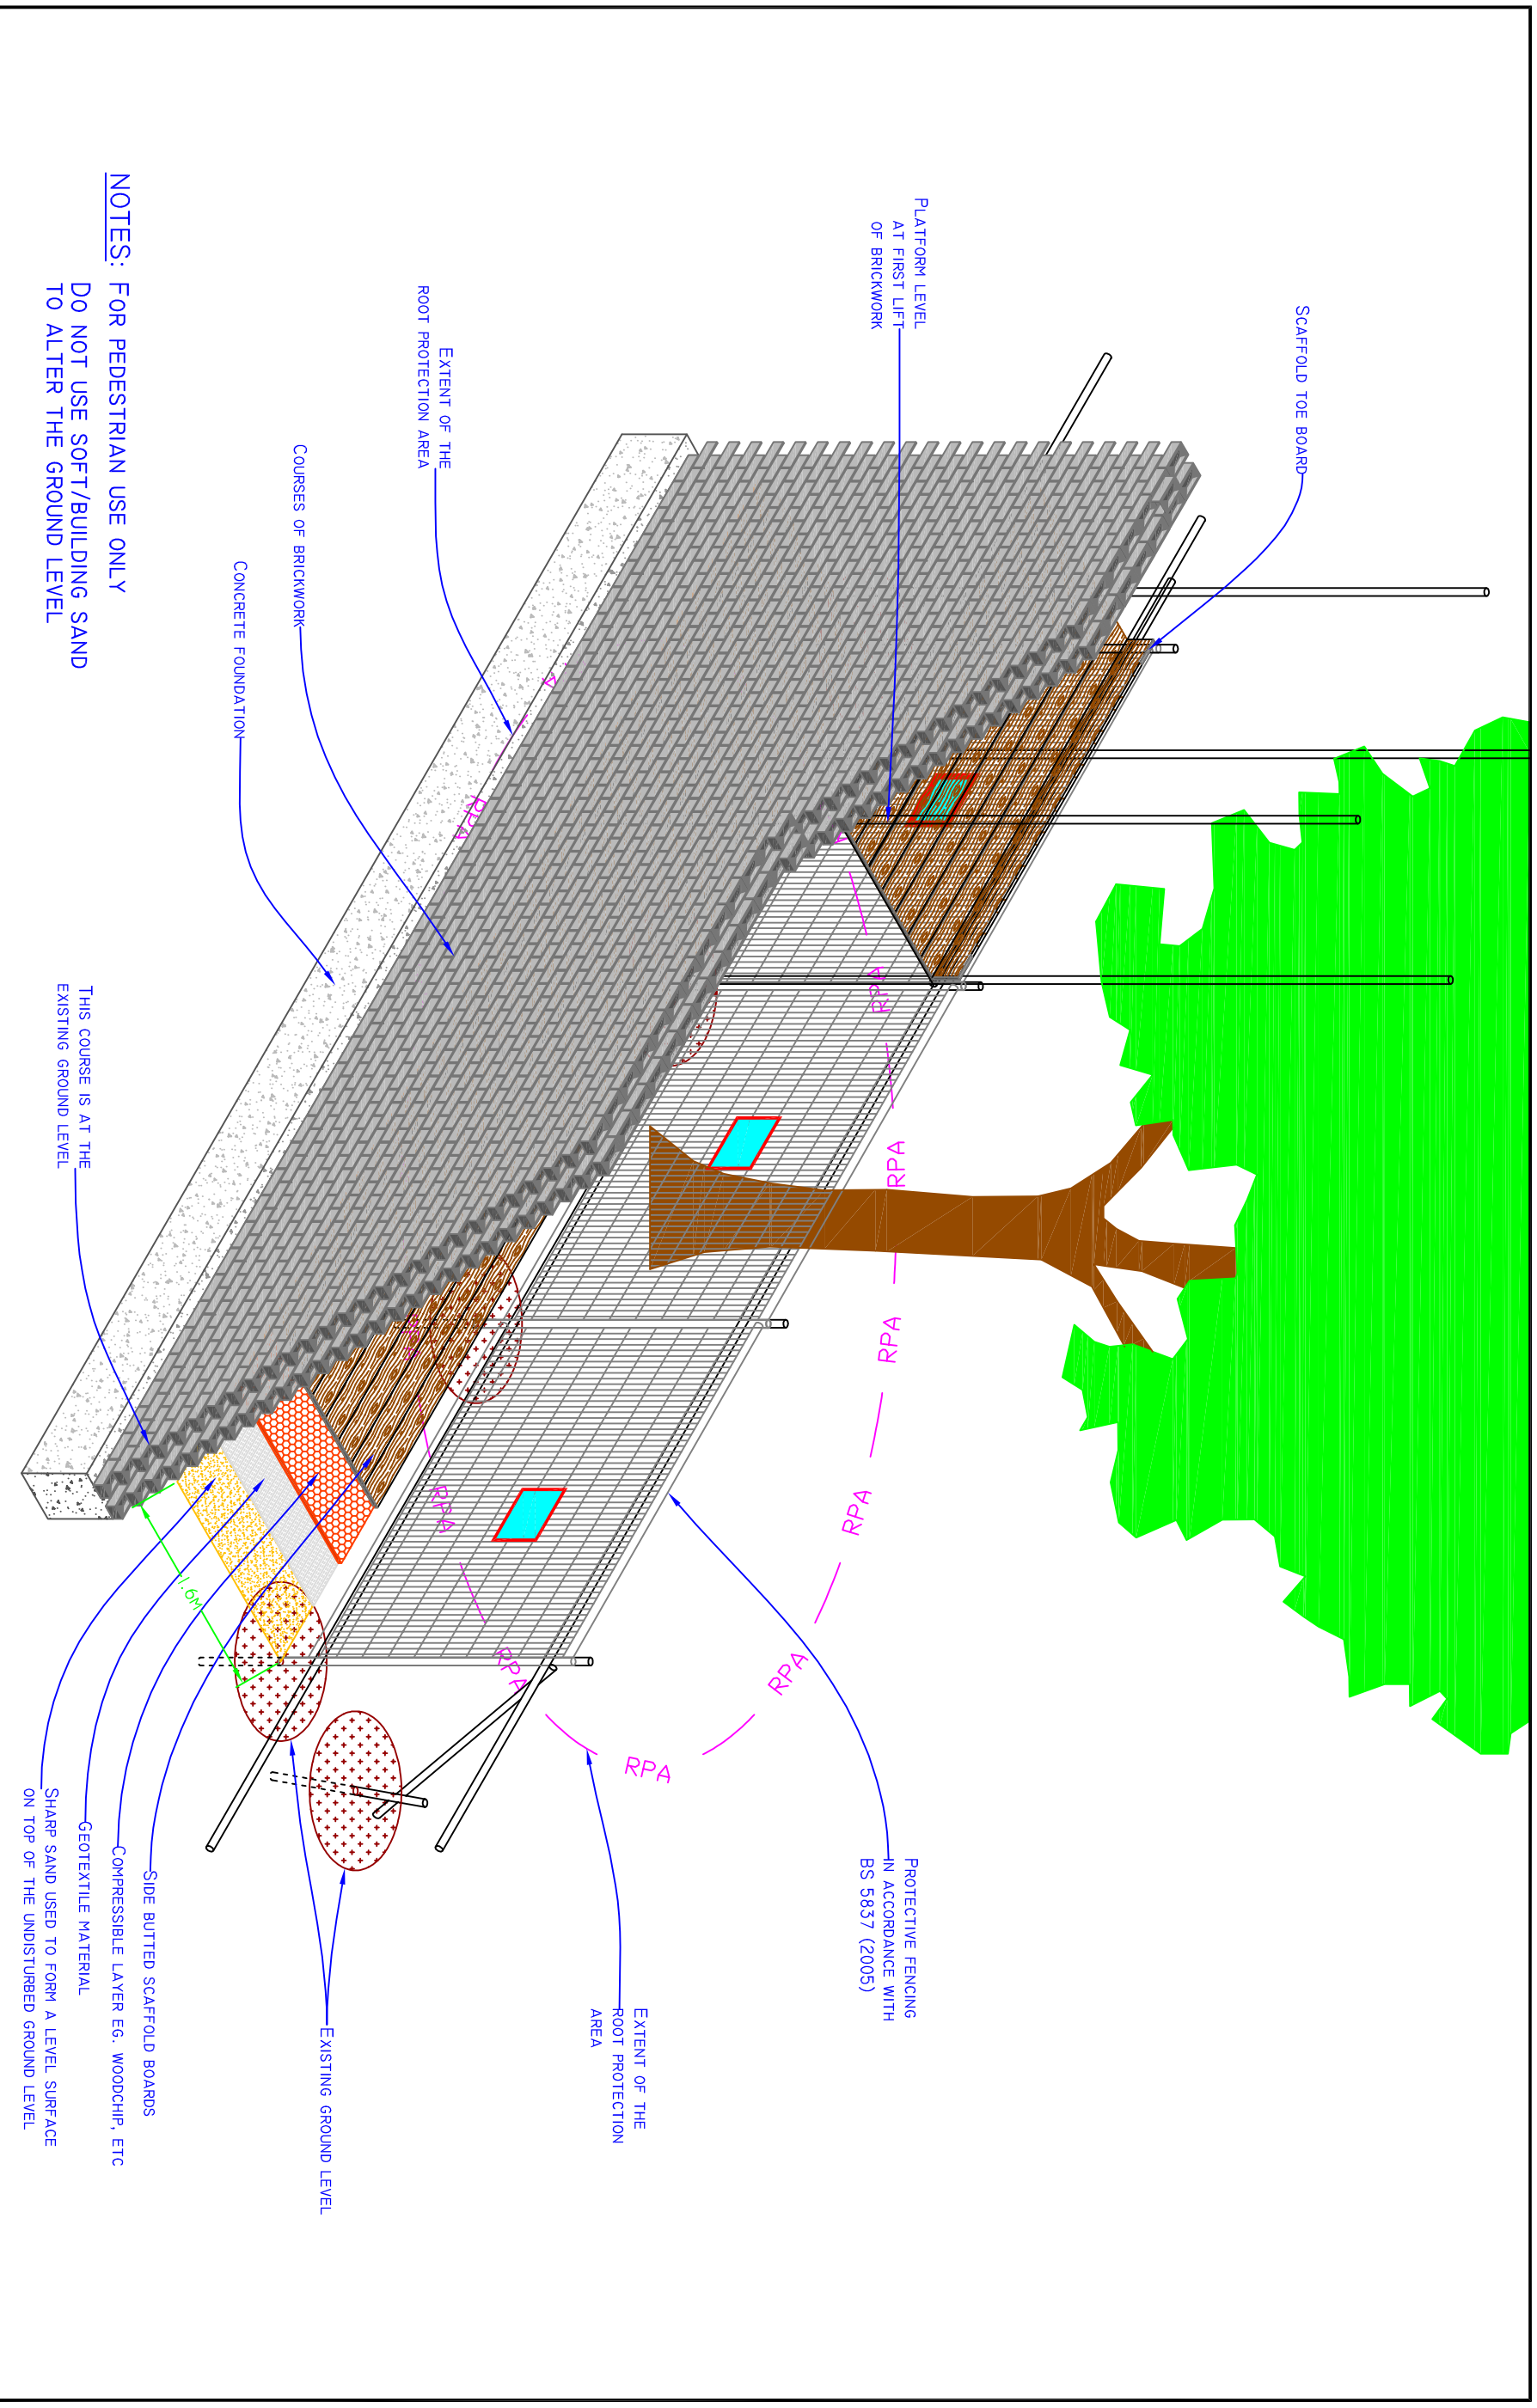 SCAFFOLD TOE BOARD
PLATFORM LEVEL
AT FIRST LIFT
OF BRICKWORK
EXTENT OF THE
ROOT PROTECTION AREA
COURSES OF BRICKWORK
CONCRETE FOUNDATION
NOTES: FOR PEDESTRIAN USE ONLY
DO NOT USE SOFT/BUILDING SAND
TO ALTER THE GROUND LEVEL
THIS COURSE IS AT THE
EXISTING GROUND LEVEL
RPA
RPA
RPA
RPA
RPA
RPA
RPA
RPA
RPA
RPA
1.6M
PROTECTIVE FENCING
IN ACCORDANCE WITH
BS 5837 (2005)
EXTENT OF THE
ROOT PROTECTION
AREA
EXISTING GROUND LEVEL
SIDE BUTTED SCAFFOLD BOARDS
COMPRESSIBLE LAYER EG. WOODCHIP, ETC
GEOTEXTILE MATERIAL
SHARP SAND USED TO FORM A LEVEL SURFACE
ON TOP OF THE UNDISTURBED GROUND LEVEL